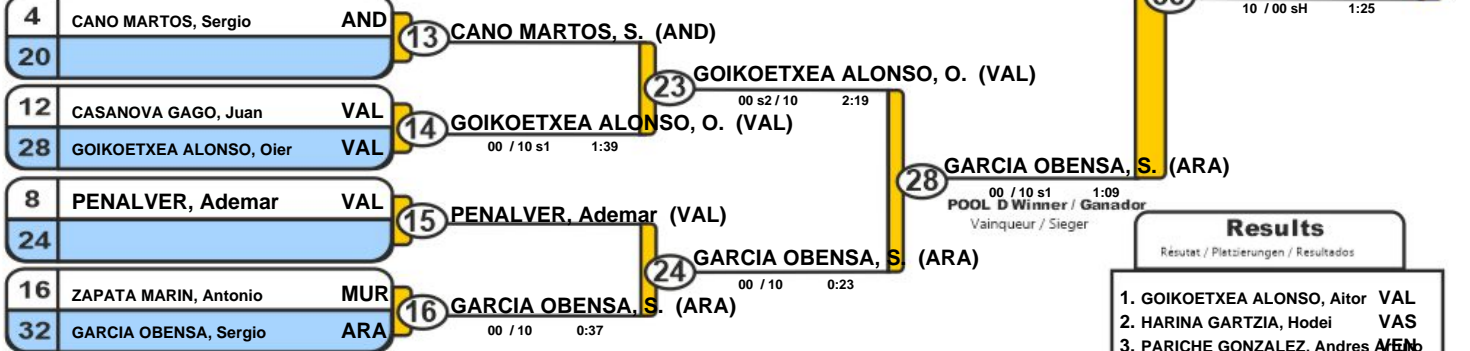 10 / 00 sH 1:25
4 CANO MARTOS, Sergio AND
20
13 CANO MARTOS, S. (AND)
23 GOIKOETXEA ALONSO, O. (VAL)
00 s2 / 10 2:19
12 CASANOVA GAGO, Juan VAL
28 GOIKOETXEA ALONSO, Oier VAL
14 GOIKOETXEA ALONSO, O. (VAL)
00 / 10 s1 1:39
28 GARCIA OBENSA, S. (ARA)
00 / 10 s1 1:09
POOL D Winner / Ganador
Vainqueur / Sieger
8 PENALVER, Ademar VAL
24
15 PENALVER, Ademar (VAL)
24 GARCIA OBENSA, S. (ARA)
00 / 10 0:23
16 ZAPATA MARIN, Antonio MUR
32 GARCIA OBENSA, Sergio ARA
16 GARCIA OBENSA, S. (ARA)
00 / 10 0:37
Results
Résutat / Platzierungen / Resultados
1. GOIKOETXEA ALONSO, Aitor VAL
2. HARINA GARTZIA, Hodei VAS
3. PARICHE GONZALEZ, Andres VEN